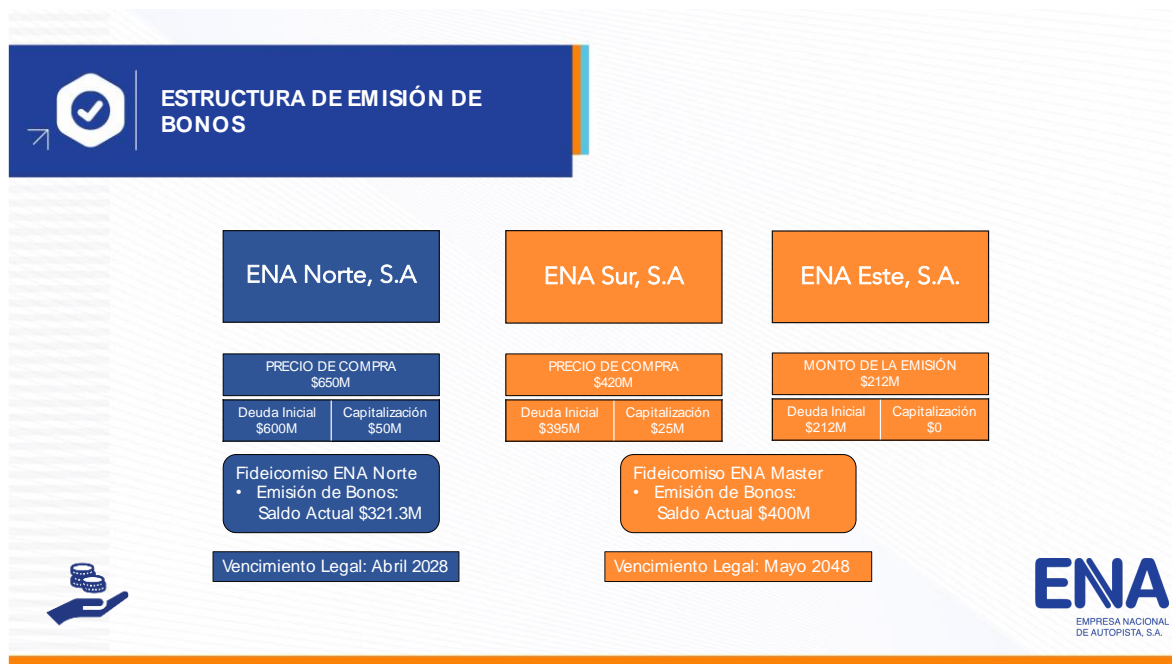 ESTRUCTURA DE EMISIÓN DE
BONOS
ENA Norte, S.A
ENA Sur, S.A
ENA Este, S.A.
PRECIO DE COMPRA
$650M
PRECIO DE COMPRA
$420M
MONTO DE LA EMISIÓN
$212M
Deuda Inicial
$600M
Capitalización
$50M
Deuda Inicial
$395M
Capitalización
$25M
Deuda Inicial
$212M
Capitalización
$0
Fideicomiso ENA Norte
• Emisión de Bonos:
Saldo Actual $321.3M
Fideicomiso ENA Master
• Emisión de Bonos:
Saldo Actual $400M
Vencimiento Legal: Abril 2028
Vencimiento Legal: Mayo 2048
ENA
EMPRESA NACIONAL
DE AUTOPISTA, S.A.